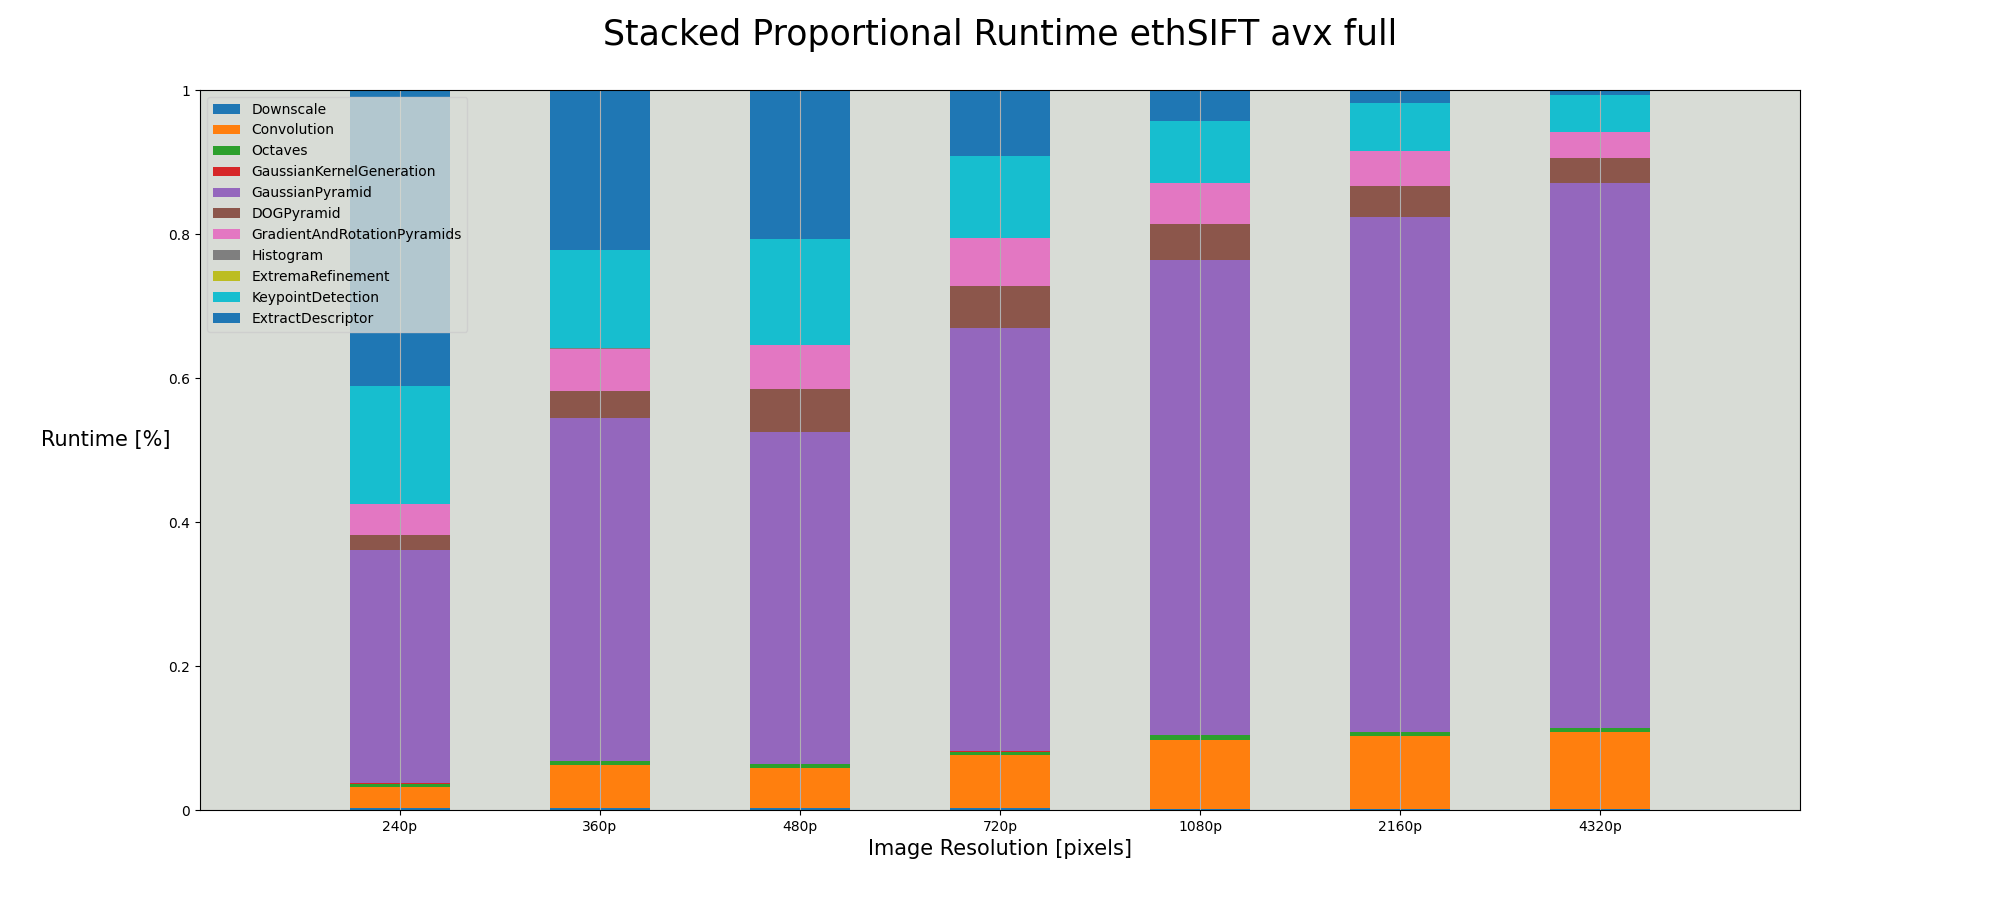 Stacked Proportional Runtime ethSIFT avx full
1
Downscale
Convolution
Octaves
GaussianKernelGeneration
GaussianPyramid
DOGPyramid
GradientAndRotationPyramids
Histogram
ExtremaRefinement
KeypointDetection
ExtractDescriptor
0.8
0.6
Runtime [%]
0.4
0.2
0
240p 360p 480p 720p 1080p 2160p 4320p
Image Resolution [pixels]